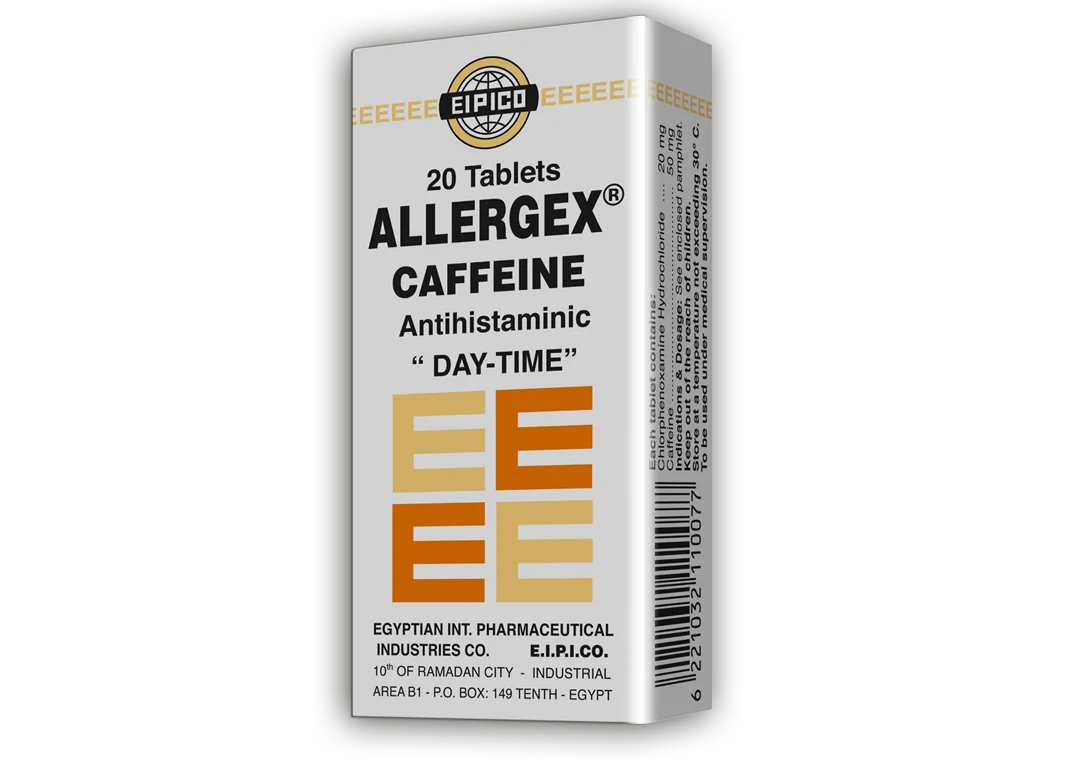 EEEEEE EIPICO EEEEEE EEEEEEE
20 Tablets
ALLERGEX®
CAFFEINE
Antihistaminic
“ DAY-TIME”
E E
E E
EGYPTIAN INT. PHARMACEUTICAL
INDUSTRIES CO. E.I.P.I.CO.
10th OF RAMADAN CITY - INDUSTRIAL
AREA B1 - P.O. BOX: 149 TENTH - EGYPT
Each tablet contains:
Chlorphenoxamine Hydrochloride .... 20 mg
Caffeine ................................ 50 mg
Indications & Dosage: See enclosed pamphlet.
Keep out of the reach of children.
Store at a temperature not exceeding 30° C.
To be used under medical supervision.
6 221032 110077